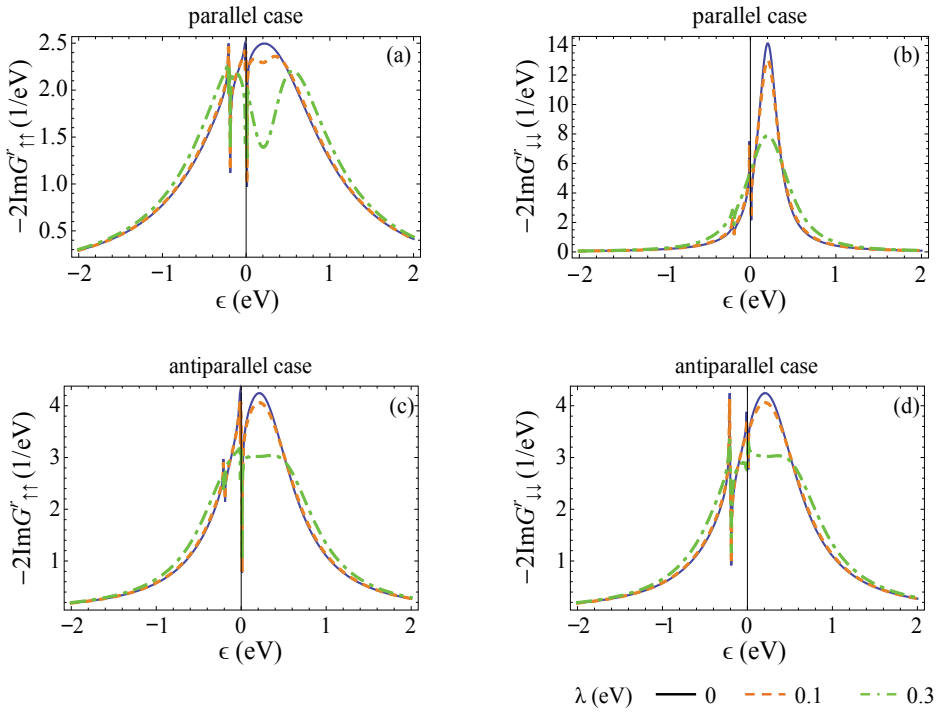 parallel case
(a)
−2ImG^r_↑↑ (1/eV)
2.5
2.0
1.5
1.0
0.5
−2 −1 0 1 2
ϵ (eV)
parallel case
(b)
−2ImG^r_↓↓ (1/eV)
14
12
10
8
6
4
2
0
−2 −1 0 1 2
ϵ (eV)
antiparallel case
(c)
−2ImG^r_↑↑ (1/eV)
4
3
2
1
−2 −1 0 1 2
ϵ (eV)
antiparallel case
(d)
−2ImG^r_↓↓ (1/eV)
4
3
2
1
−2 −1 0 1 2
ϵ (eV)
λ (eV) 0 0.1 0.3